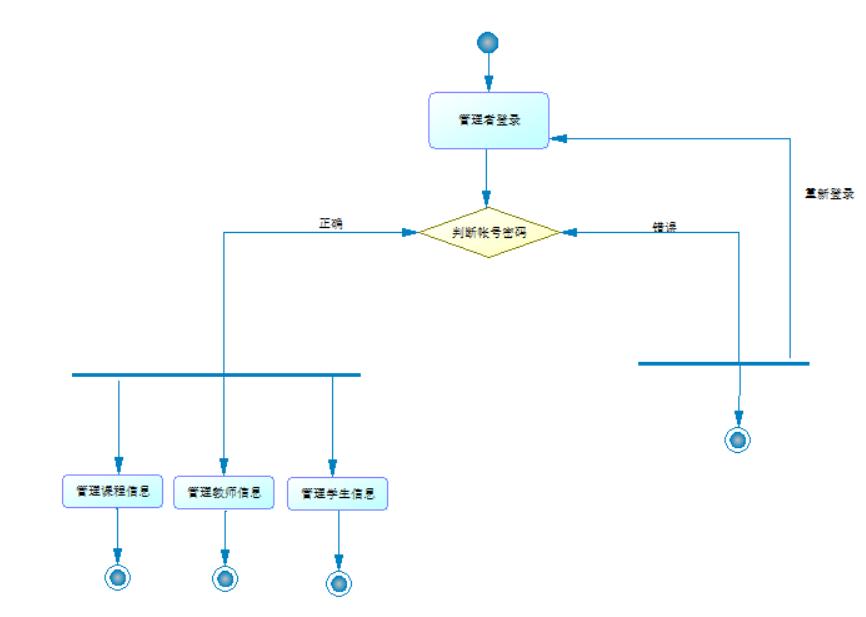 管理者登录
重新登录
正确
判断帐号密码
错误
管理课程信息
管理教师信息
管理学生信息